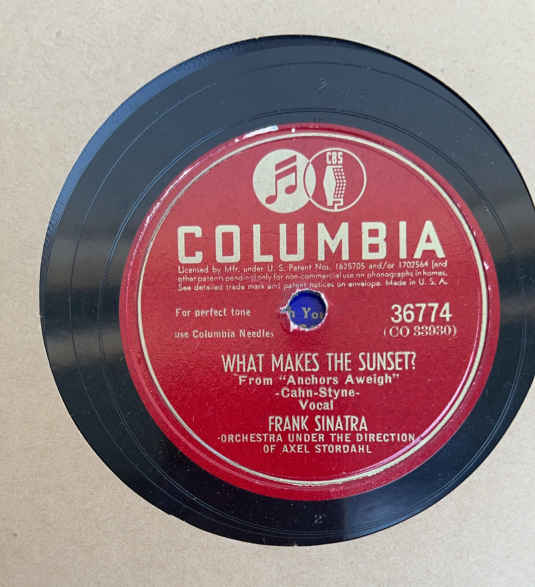 CBS
COLUMBIA
Licensed by Mfr. under U. S. Patent Nos. 1625705 and/or 1702564 (and
other patents pending) only for non-commercial use on phonographs in homes.
See detailed trade mark and patent notices on envelope. Made in U. S. A.
For perfect tone
use Columbia Needles
You
36774
(CO 33930)
WHAT MAKES THE SUNSET?
From "Anchors Aweigh"
-Cahn-Styne-
Vocal
FRANK SINATRA
ORCHESTRA UNDER THE DIRECTION
OF AXEL STORDAHL
2